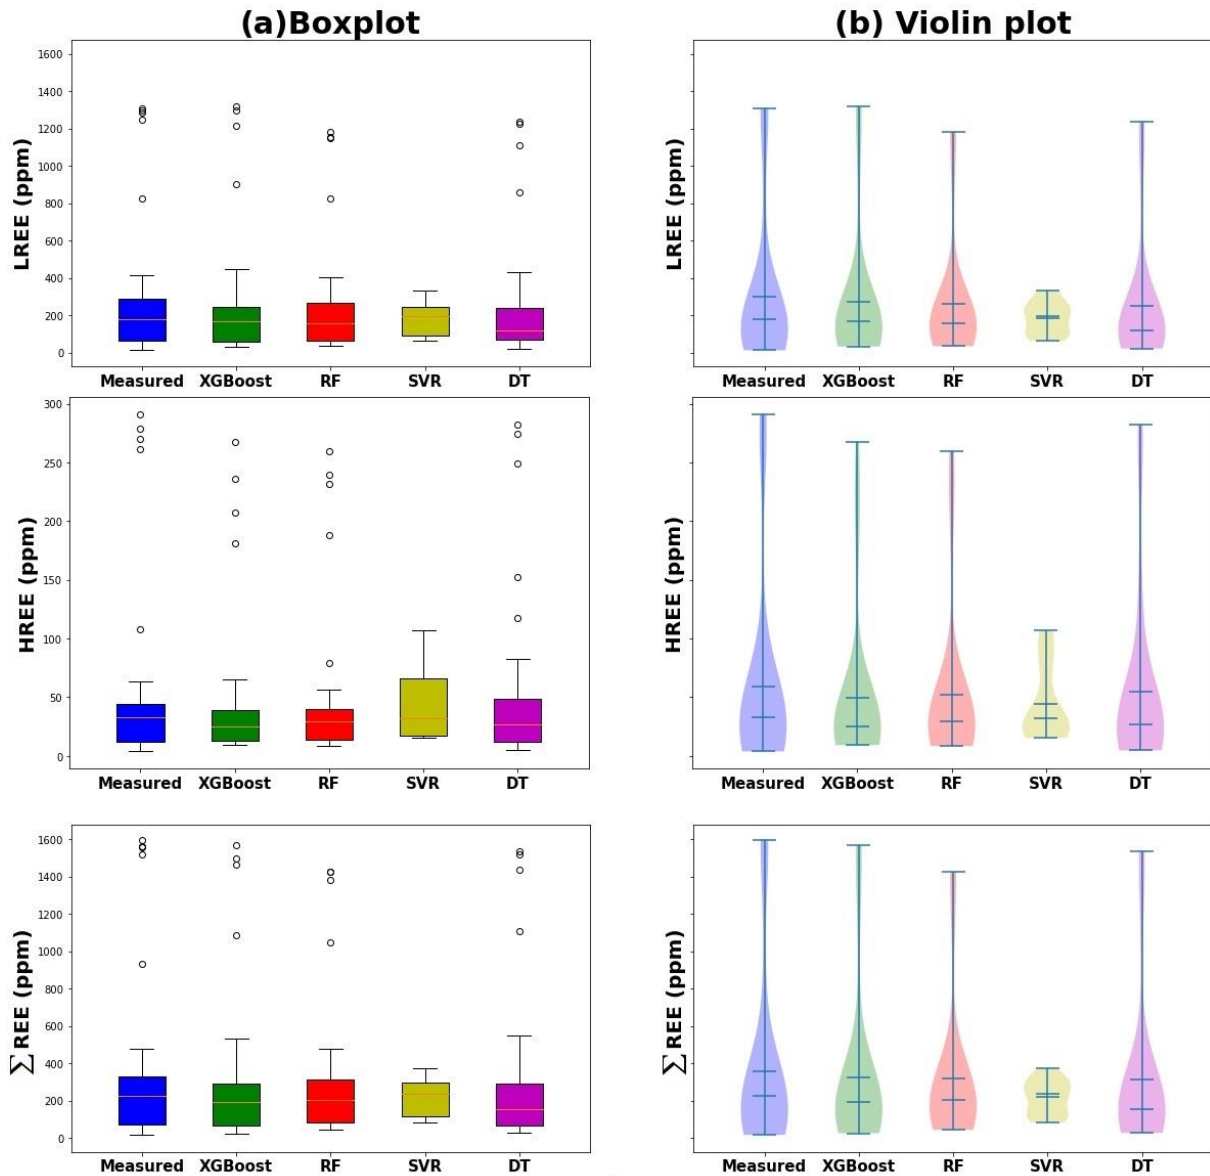 (a)Boxplot
(b) Violin plot
LREE (ppm)
1600
1400
1200
1000
800
600
400
200
0
Measured XGBoost RF SVR DT
LREE (ppm)
Measured XGBoost RF SVR DT
HREE (ppm)
300
250
200
150
100
50
0
Measured XGBoost RF SVR DT
HREE (ppm)
Measured XGBoost RF SVR DT
∑ REE (ppm)
1600
1400
1200
1000
800
600
400
200
0
Measured XGBoost RF SVR DT
∑ REE (ppm)
Measured XGBoost RF SVR DT